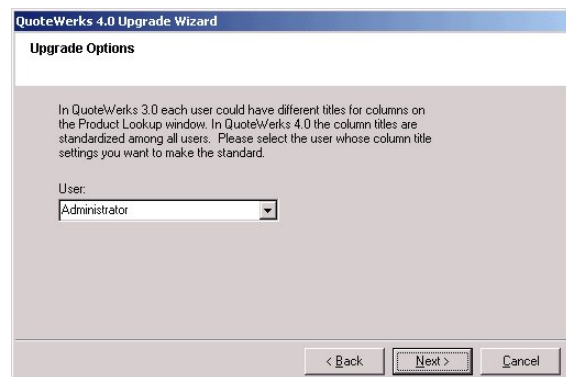 QuoteWerks 4.0 Upgrade Wizard
Upgrade Options
In QuoteWerks 3.0 each user could have different titles for columns on
the Product Lookup window. In QuoteWerks 4.0 the column titles are
standardized among all users. Please select the user whose column title
settings you want to make the standard.
User:
Administrator
< Back
Next >
Cancel